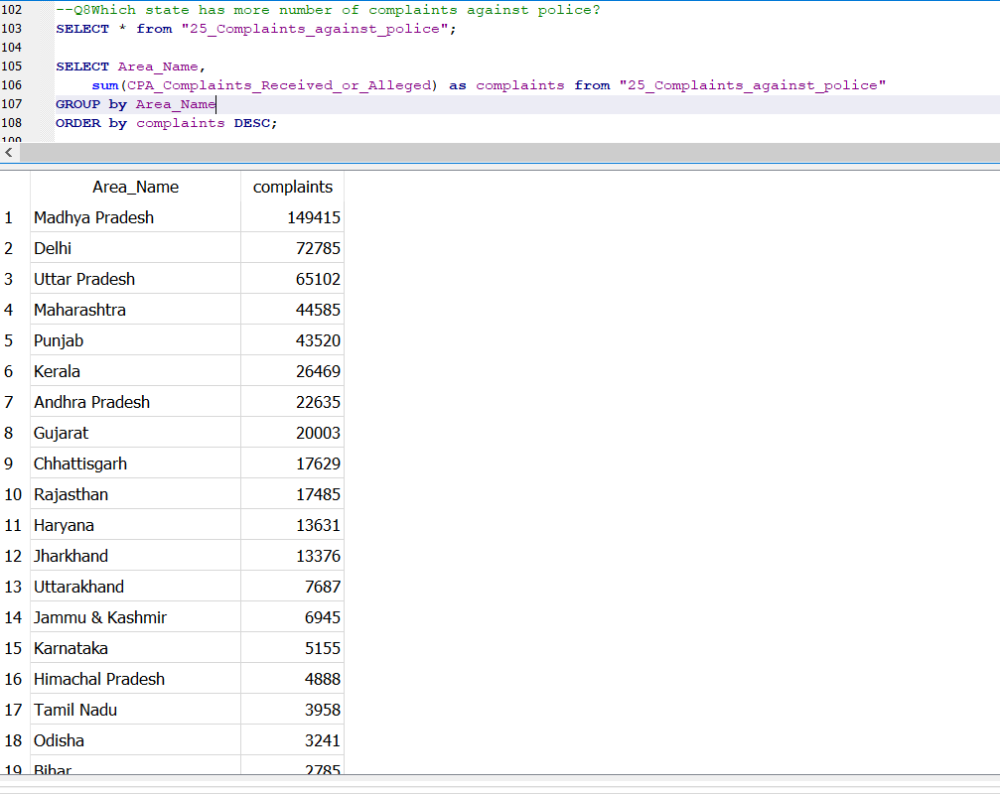 102 --Q8Which state has more number of complaints against police?
103 SELECT * from "25_Complaints_against_police";
104
105 SELECT Area_Name,
106 sum(CPA_Complaints_Received_or_Alleged) as complaints from "25_Complaints_against_police"
107 GROUP by Area_Name
108 ORDER by complaints DESC;
109
Area_Name complaints
1 Madhya Pradesh 149415
2 Delhi 72785
3 Uttar Pradesh 65102
4 Maharashtra 44585
5 Punjab 43520
6 Kerala 26469
7 Andhra Pradesh 22635
8 Gujarat 20003
9 Chhattisgarh 17629
10 Rajasthan 17485
11 Haryana 13631
12 Jharkhand 13376
13 Uttarakhand 7687
14 Jammu & Kashmir 6945
15 Karnataka 5155
16 Himachal Pradesh 4888
17 Tamil Nadu 3958
18 Odisha 3241
19 Bihar 2785